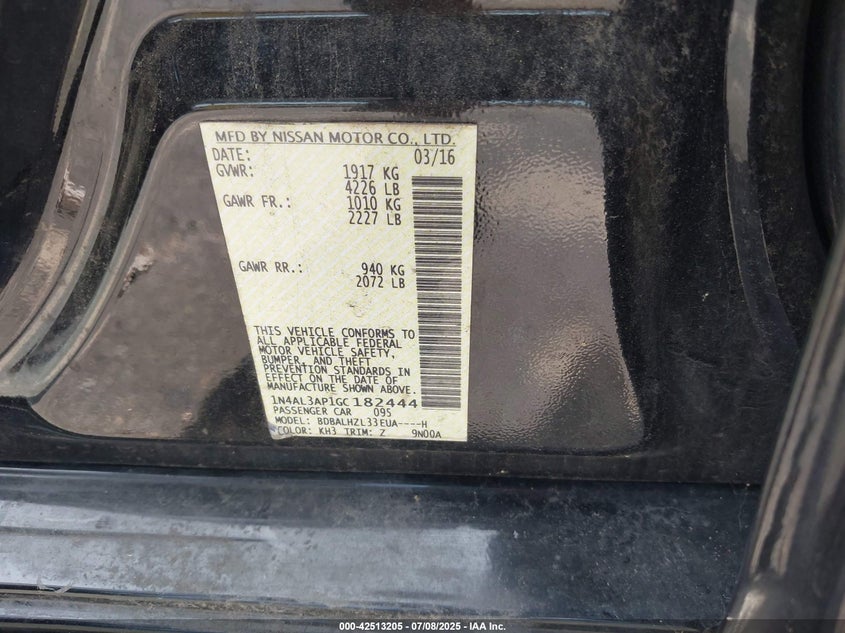 MFD BY NISSAN MOTOR CO., LTD.
DATE: 03/16
GVWR: 1917 KG
4226 LB
GAWR FR.: 1010 KG
2227 LB
GAWR RR.: 940 KG
2072 LB
THIS VEHICLE CONFORMS TO
ALL APPLICABLE FEDERAL
MOTOR VEHICLE SAFETY,
BUMPER, AND THEFT
PREVENTION STANDARDS IN
EFFECT ON THE DATE OF
MANUFACTURE SHOWN ABOVE.
1N4AL3AP1GC182444
PASSENGER CAR 095
MODEL: BDBALHZL33EUA----H
COLOR: KH3 TRIM: Z 9N00A
000-42513205 - 07/08/2025 - IAA Inc.